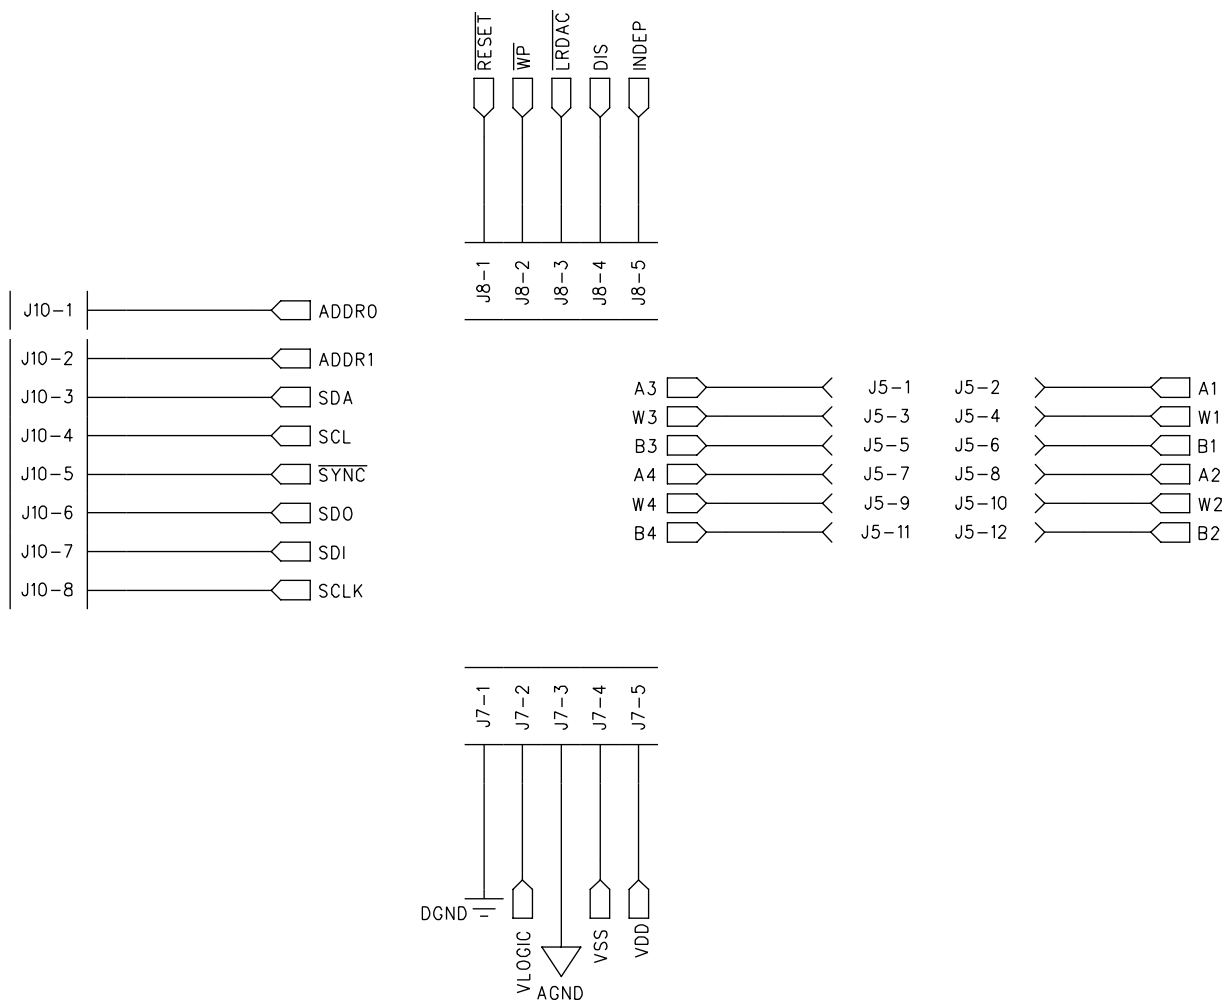 RESET
WP
LRDAC
DIS
INDEP
J8-1
J8-2
J8-3
J8-4
J8-5
J10-1 ADDR0
J10-2 ADDR1
J10-3 SDA
J10-4 SCL
J10-5 SYNC
J10-6 SDO
J10-7 SDI
J10-8 SCLK
A3 J5-1 J5-2 A1
W3 J5-3 J5-4 W1
B3 J5-5 J5-6 B1
A4 J5-7 J5-8 A2
W4 J5-9 J5-10 W2
B4 J5-11 J5-12 B2
J7-1
J7-2
J7-3
J7-4
J7-5
DGND
VLOGIC
AGND
VSS
VDD